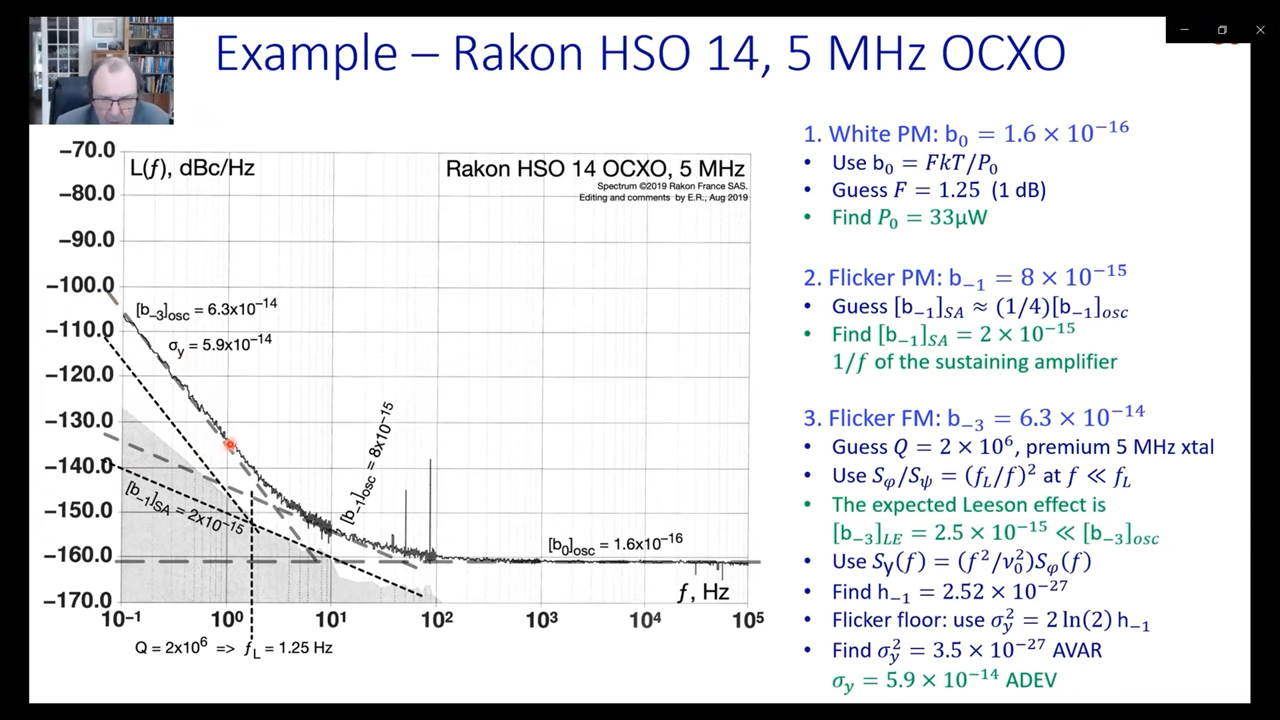 Example – Rakon HSO 14, 5 MHz OCXO
L(f), dBc/Hz
Rakon HSO 14 OCXO, 5 MHz
Spectrum ©2019 Rakon France SAS.
Editing and comments by E.R., Aug 2019
−70.0
−80.0
−90.0
−100.0
−110.0
−120.0
−130.0
−140.0
−150.0
−160.0
−170.0
[b₋₃]osc = 6.3x10⁻¹⁴
σy = 5.9x10⁻¹⁴
[b₋₁]SA = 2x10⁻¹⁵
[b₋₁]osc = 8x10⁻¹⁵
[b₀]osc = 1.6x10⁻¹⁶
f, Hz
10⁻¹ 10⁰ 10¹ 10² 10³ 10⁴ 10⁵
Q = 2x10⁶ => fL = 1.25 Hz
1. White PM: b₀ = 1.6 × 10⁻¹⁶
• Use b₀ = FkT/P₀
• Guess F = 1.25 (1 dB)
• Find P₀ = 33µW
2. Flicker PM: b₋₁ = 8 × 10⁻¹⁵
• Guess [b₋₁]SA ≈ (1/4)[b₋₁]osc
• Find [b₋₁]SA = 2 × 10⁻¹⁵
1/f of the sustaining amplifier
3. Flicker FM: b₋₃ = 6.3 × 10⁻¹⁴
• Guess Q = 2 × 10⁶, premium 5 MHz xtal
• Use Sφ/Sψ = (fL/f)² at f ≪ fL
• The expected Leeson effect is
[b₋₃]LE = 2.5 × 10⁻¹⁵ ≪ [b₋₃]osc
• Use Sy(f) = (f²/ν₀²)Sφ(f)
• Find h₋₁ = 2.52 × 10⁻²⁷
• Flicker floor: use σy² = 2 ln(2) h₋₁
• Find σy² = 3.5 × 10⁻²⁷ AVAR
σy = 5.9 × 10⁻¹⁴ ADEV